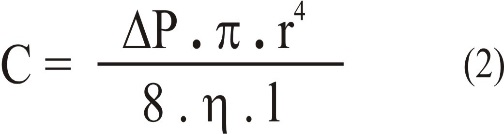 C = ΔP . π . r⁴ / 8 . η . l (2)